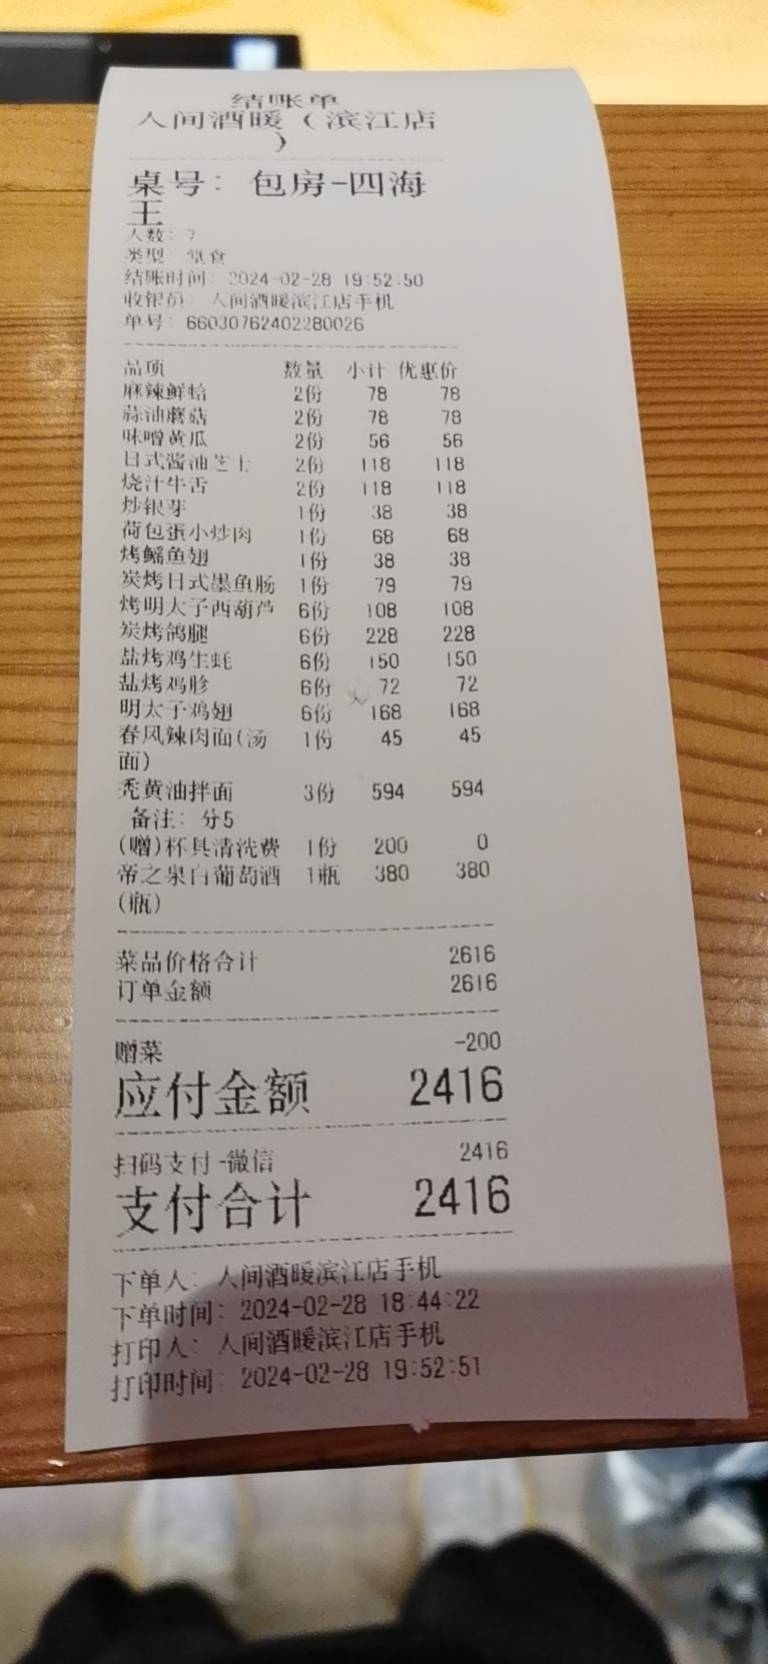 结账单
人间酒暖（滨江店
）
桌号： 包房-四海
王
人数：7
类型：堂食
结账时间：2024-02-28 19:52:50
收银员：人间酒暖滨江店手机
单号：66030762402280026
品项 数量 小计 优惠价
麻辣鲜蛤 2份 78 78
蒜油蘑菇 2份 78 78
味噌黄瓜 2份 56 56
日式酱油芝士 2份 118 118
烧汁牛舌 2份 118 118
炒银芽 1份 38 38
荷包蛋小炒肉 1份 68 68
烤鳐鱼翅 1份 38 38
炭烤日式墨鱼肠 1份 79 79
烤明太子西葫芦 6份 108 108
炭烤鸽腿 6份 228 228
盐烤鸡生蚝 6份 150 150
盐烤鸡胗 6份 72 72
明太子鸡翅 6份 168 168
春风辣肉面(汤 1份 45 45
面)
秃黄油拌面 3份 594 594
备注：分5
(赠)杯具清洗费 1份 200 0
帝之泉白葡萄酒 1瓶 380 380
(瓶)
菜品价格合计 2616
订单金额 2616
赠菜 -200
应付金额 2416
扫码支付-微信 2416
支付合计 2416
下单人：人间酒暖滨江店手机
下单时间：2024-02-28 18:44:22
打印人：人间酒暖滨江店手机
打印时间：2024-02-28 19:52:51